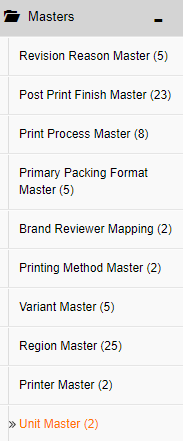 Masters -
Revision Reason Master (5)
Post Print Finish Master (23)
Print Process Master (8)
Primary Packing Format
Master (5)
Brand Reviewer Mapping (2)
Printing Method Master (2)
Variant Master (5)
Region Master (25)
Printer Master (2)
» Unit Master (2)